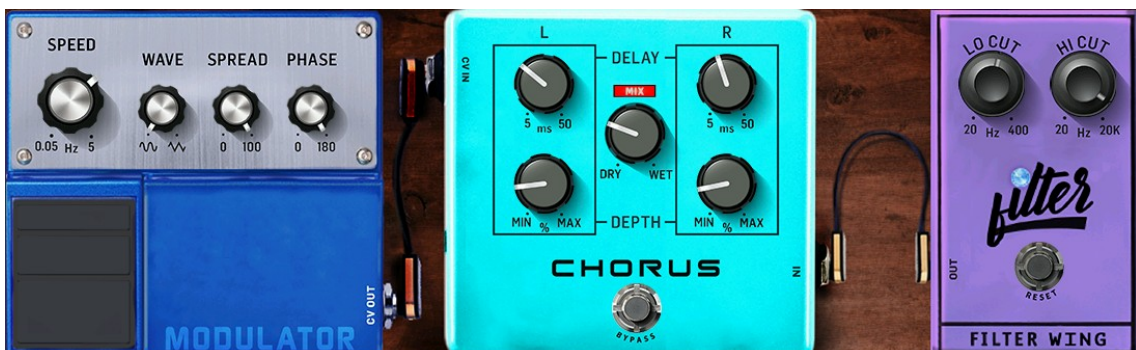 SPEED
WAVE SPREAD PHASE
0.05 Hz 5
0 100
0 180
CV OUT
MODULATOR
L R
CV IN
DELAY
MIX
5 ms 50
5 ms 50
DRY WET
MIN % MAX
DEPTH
MIN % MAX
CHORUS
IN
BYPASS
LO CUT HI CUT
20 Hz 400
20 Hz 20K
filter
OUT
RESET
FILTER WING